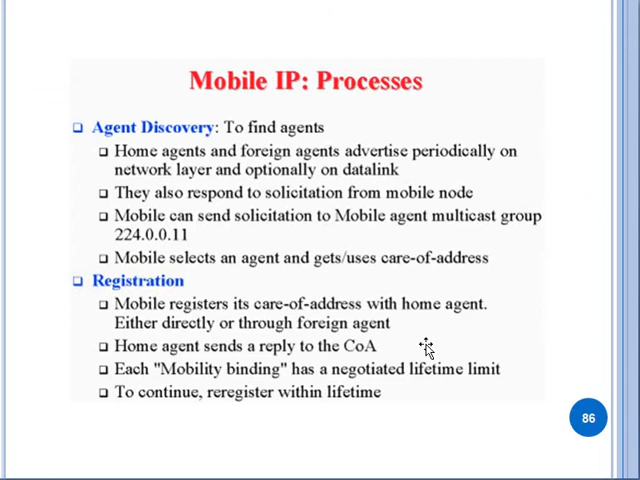 Mobile IP: Processes
Agent Discovery: To find agents
Home agents and foreign agents advertise periodically on
network layer and optionally on datalink
They also respond to solicitation from mobile node
Mobile can send solicitation to Mobile agent multicast group
224.0.0.11
Mobile selects an agent and gets/uses care-of-address
Registration
Mobile registers its care-of-address with home agent.
Either directly or through foreign agent
Home agent sends a reply to the CoA
Each "Mobility binding" has a negotiated lifetime limit
To continue, reregister within lifetime
86